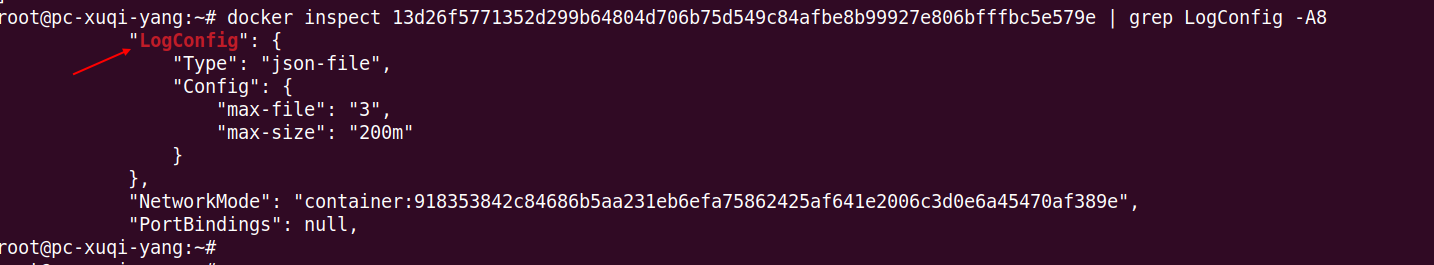 root@pc-xuqi-yang:~# docker inspect 13d26f5771352d299b64804d706b75d549c84afbe8b99927e806bfffbc5e579e | grep LogConfig -A8
            "LogConfig": {
                "Type": "json-file",
                "Config": {
                    "max-file": "3",
                    "max-size": "200m"
                }
            },
            "NetworkMode": "container:918353842c84686b5aa231eb6efa75862425af641e2006c3d0e6a45470af389e",
            "PortBindings": null,
root@pc-xuqi-yang:~#